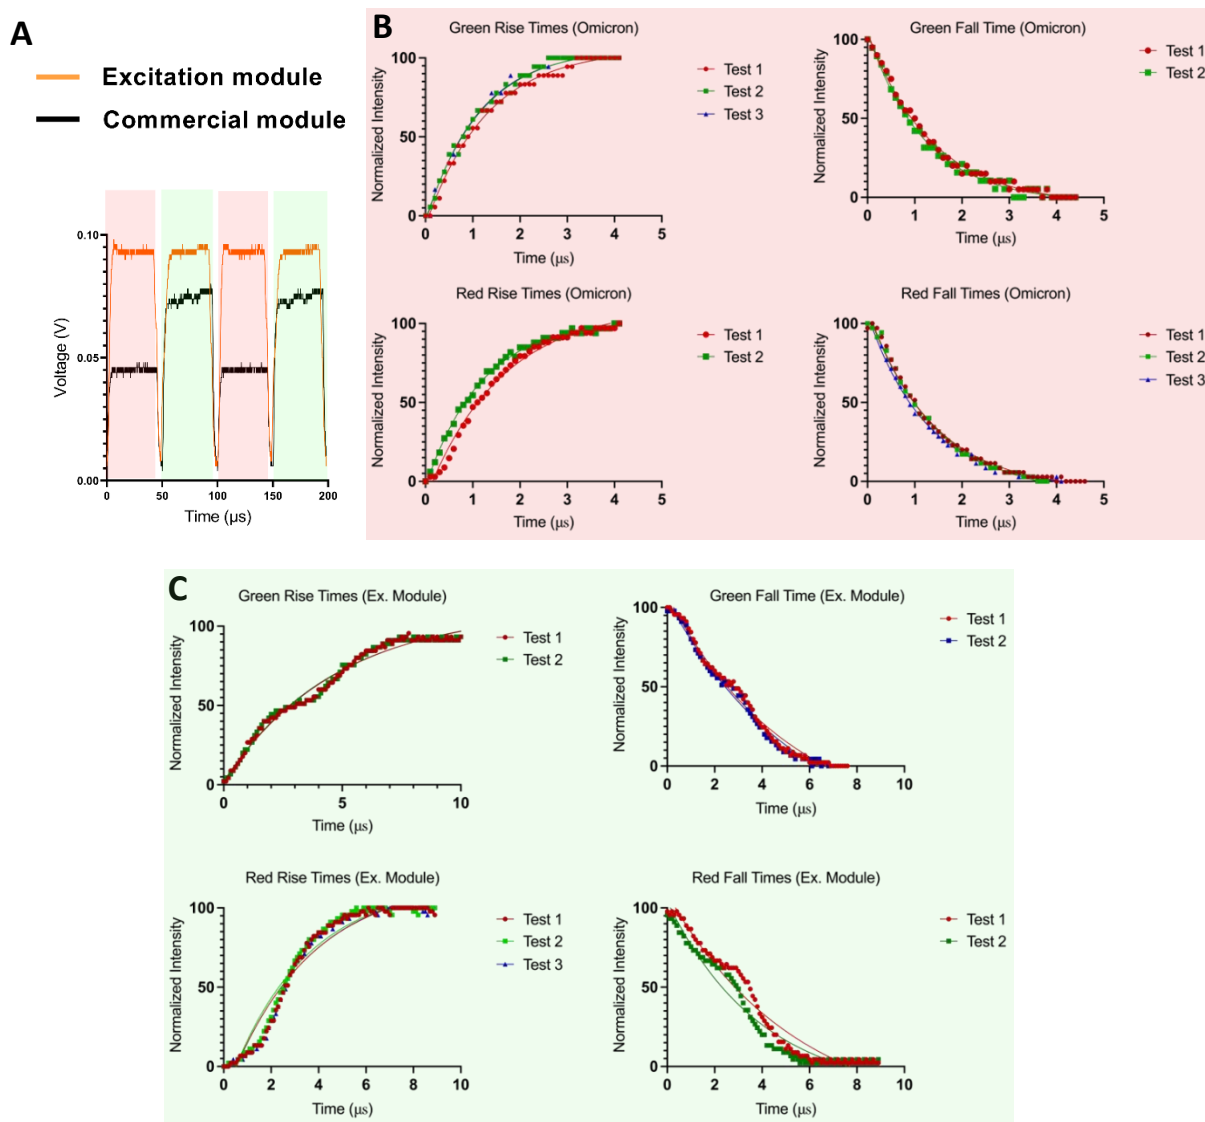 A
Excitation module
Commercial module
0.10
0.05
0.00
Voltage (V)
0 50 100 150 200
Time (μs)
B
Green Rise Times (Omicron)
100
50
0
Normalized Intensity
0 1 2 3 4 5
Time (μs)
Test 1
Test 2
Test 3
Green Fall Time (Omicron)
100
50
0
Normalized Intensity
0 1 2 3 4 5
Time (μs)
Test 1
Test 2
Red Rise Times (Omicron)
100
50
0
Normalized Intensity
0 1 2 3 4 5
Time (μs)
Test 1
Test 2
Red Fall Times (Omicron)
100
50
0
Normalized Intensity
0 1 2 3 4 5
Time (μs)
Test 1
Test 2
Test 3
C
Green Rise Times (Ex. Module)
100
50
0
Normalized Intensity
0 5 10
Time (μs)
Test 1
Test 2
Green Fall Time (Ex. Module)
100
50
0
Normalized Intensity
0 2 4 6 8 10
Time (μs)
Test 1
Test 2
Red Rise Times (Ex. Module)
100
50
0
Normalized Intensity
0 2 4 6 8 10
Time (μs)
Test 1
Test 2
Test 3
Red Fall Times (Ex. Module)
100
50
0
Normalized Intensity
0 2 4 6 8 10
Time (μs)
Test 1
Test 2